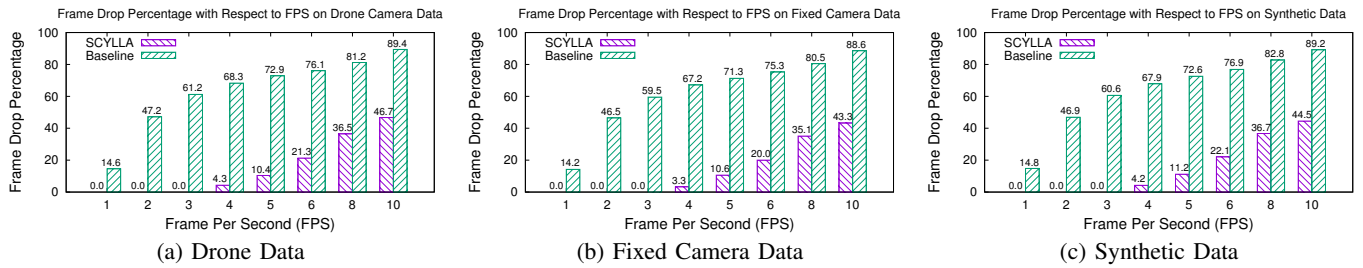 Frame Drop Percentage with Respect to FPS on Drone Camera Data
Frame Drop Percentage
100
80
60
40
20
0
SCYLLA
Baseline
0.0 14.6 0.0 47.2 0.0 61.2 4.3 68.3 10.4 72.9 21.3 76.1 36.5 81.2 46.7 89.4
1 2 3 4 5 6 8 10
Frame Per Second (FPS)
(a) Drone Data
Frame Drop Percentage with Respect to FPS on Fixed Camera Data
Frame Drop Percentage
100
80
60
40
20
0
SCYLLA
Baseline
0.0 14.2 0.0 46.5 0.0 59.5 3.3 67.2 10.6 71.3 20.0 75.3 35.1 80.5 43.3 88.6
1 2 3 4 5 6 8 10
Frame Per Second (FPS)
(b) Fixed Camera Data
Frame Drop Percentage with Respect to FPS on Synthetic Data
Frame Drop Percentage
100
80
60
40
20
0
SCYLLA
Baseline
0.0 14.8 0.0 46.9 0.0 60.6 4.2 67.9 11.2 72.6 22.1 76.9 36.7 82.8 44.5 89.2
1 2 3 4 5 6 8 10
Frame Per Second (FPS)
(c) Synthetic Data